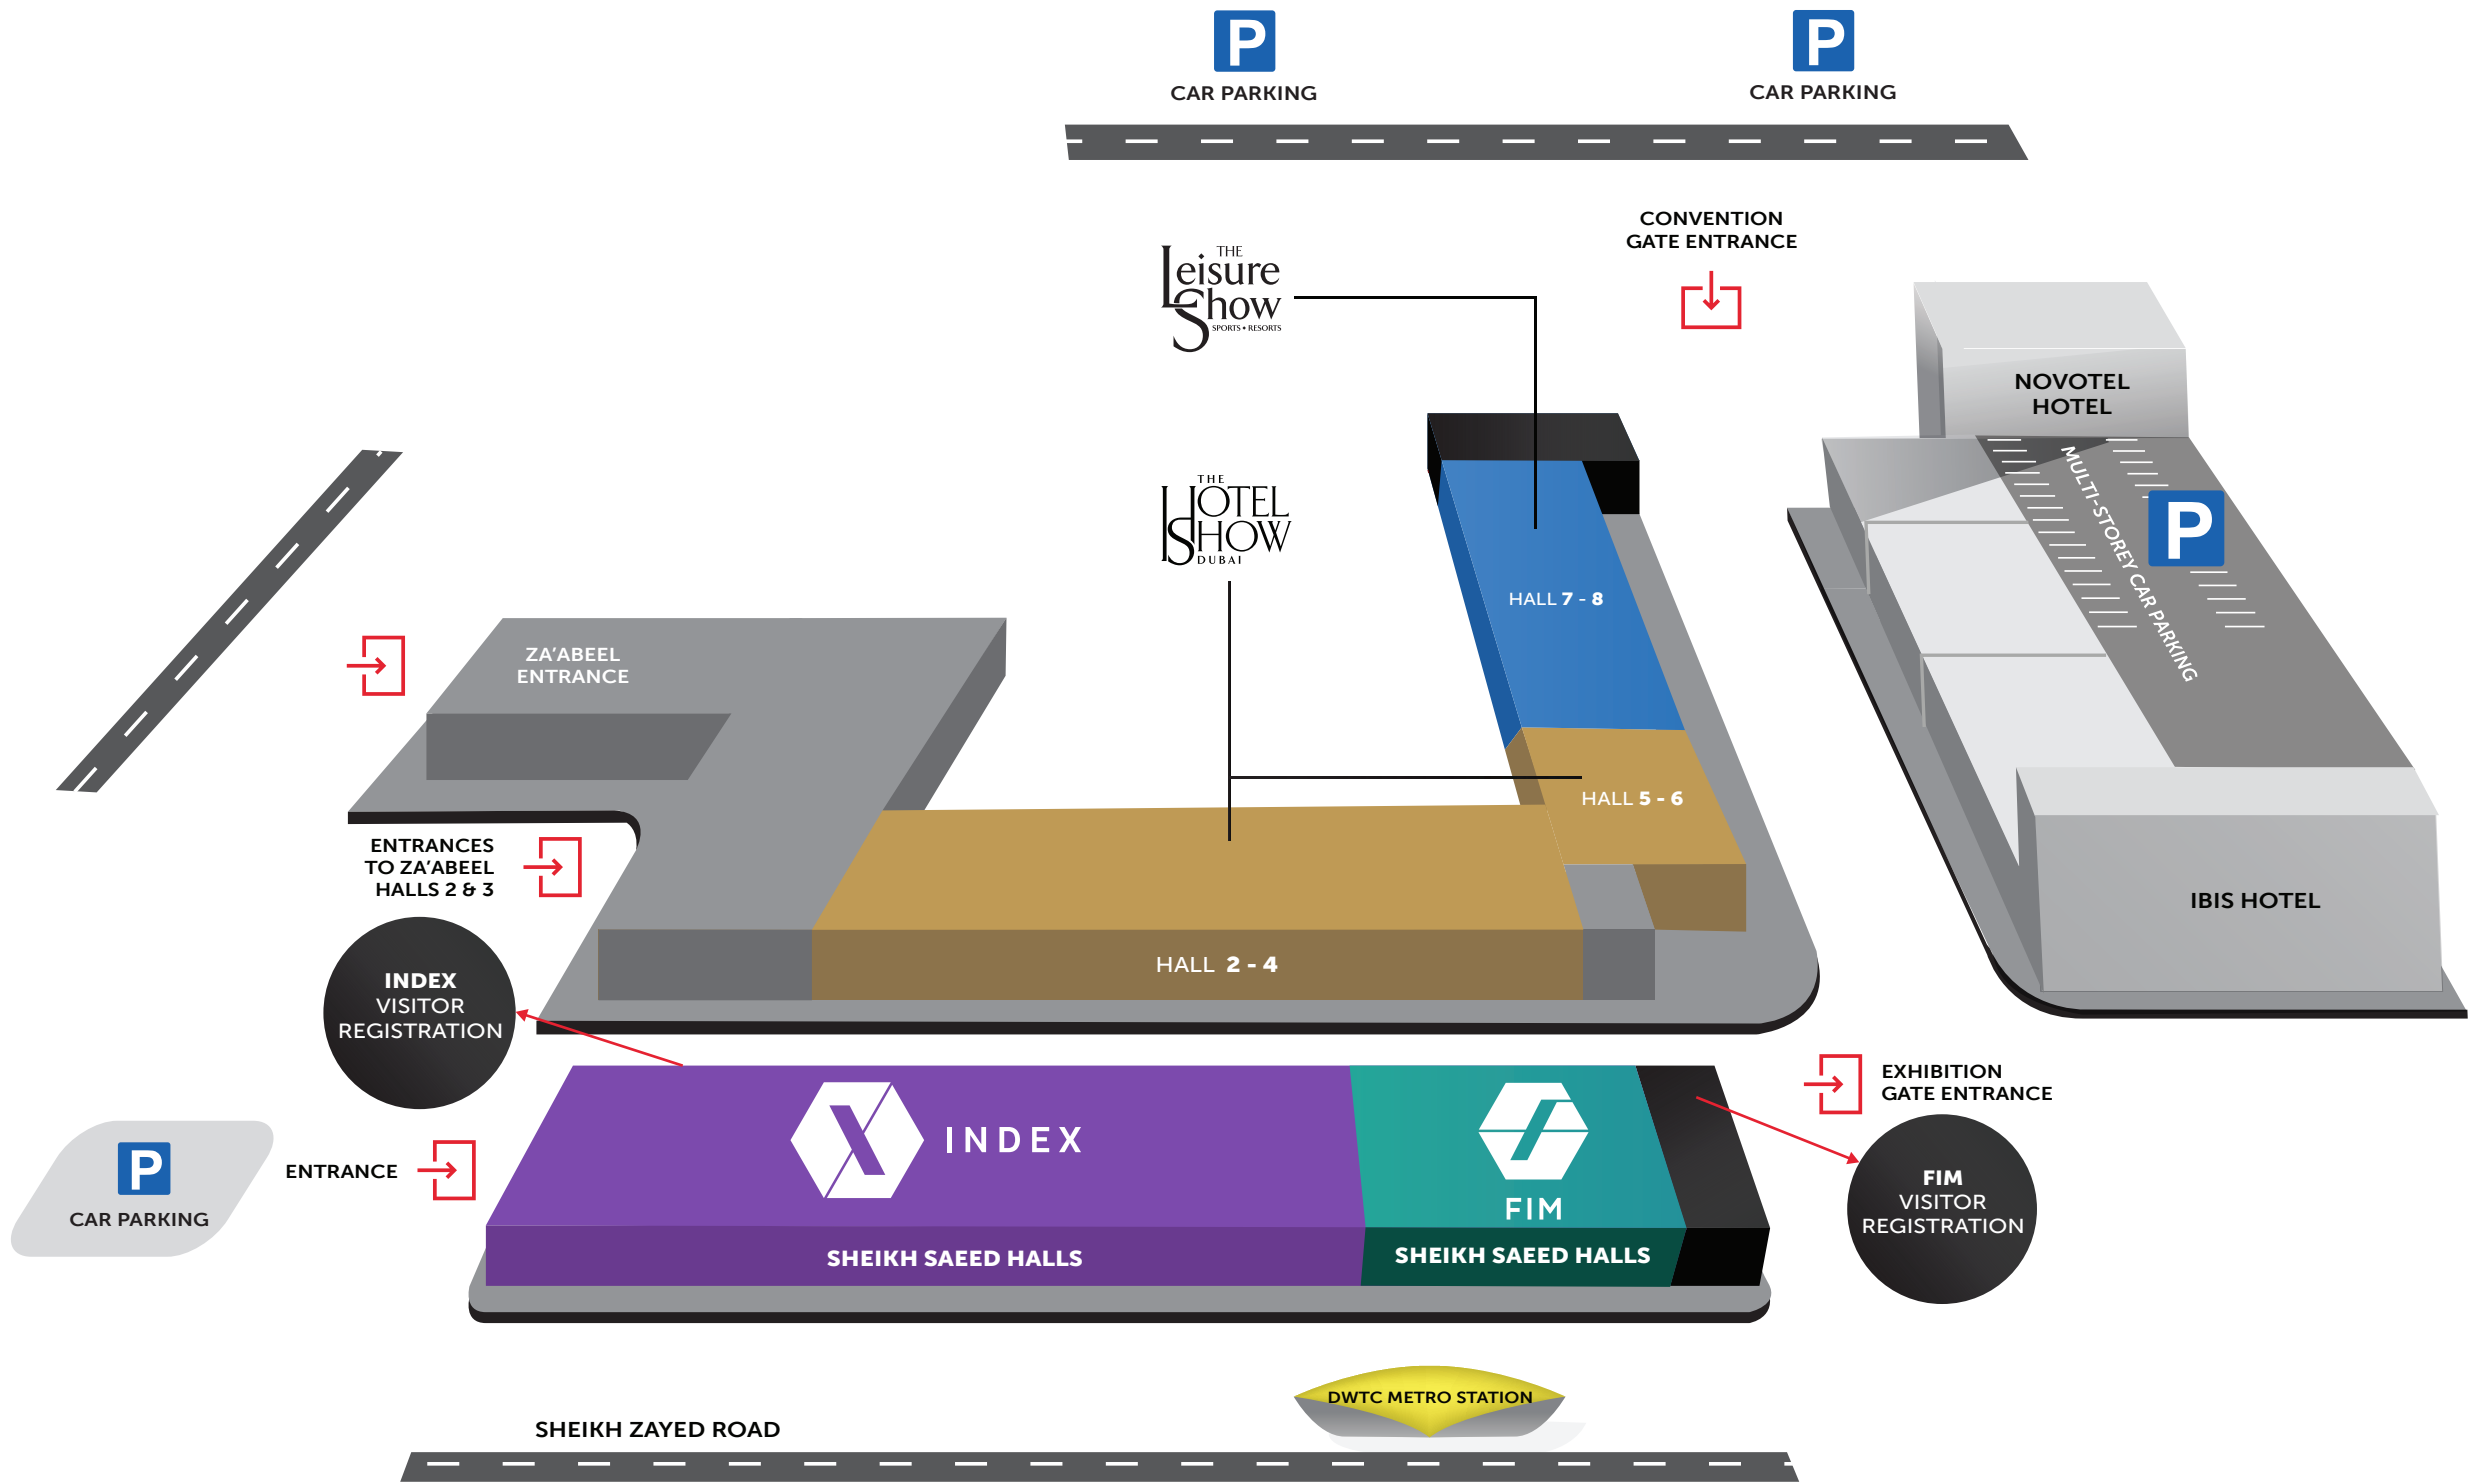 P
CAR PARKING
P
CAR PARKING
CONVENTION
GATE ENTRANCE
THE
Leisure
Show
SPORTS • RESORTS
NOVOTEL
HOTEL
MULTI-STOREY CAR PARKING
P
THE
HOTEL
SHOW
DUBAI
HALL 7 - 8
ZA'ABEEL
ENTRANCE
HALL 5 - 6
ENTRANCES
TO ZA'ABEEL
HALLS 2 & 3
IBIS HOTEL
HALL 2 - 4
INDEX
VISITOR
REGISTRATION
EXHIBITION
GATE ENTRANCE
INDEX
FIM
P
CAR PARKING
ENTRANCE
FIM
VISITOR
REGISTRATION
SHEIKH SAEED HALLS
SHEIKH SAEED HALLS
DWTC METRO STATION
SHEIKH ZAYED ROAD